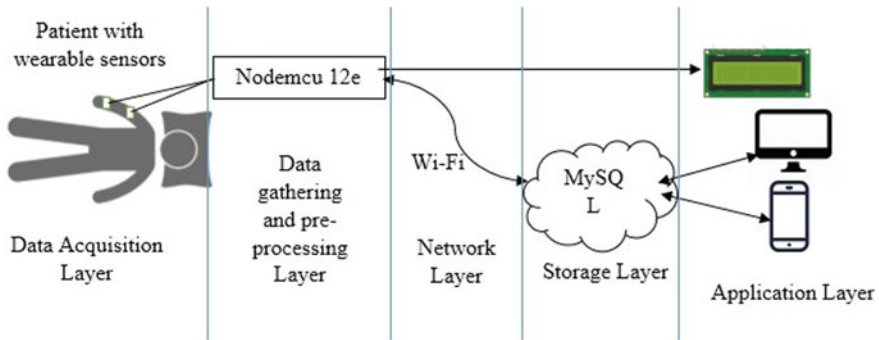 Patient with
wearable sensors
Nodemcu 12e
Data
gathering
and pre-
processing
Layer
Wi-Fi
MySQ
L
Data Acquisition
Layer
Network
Layer
Storage Layer
Application Layer